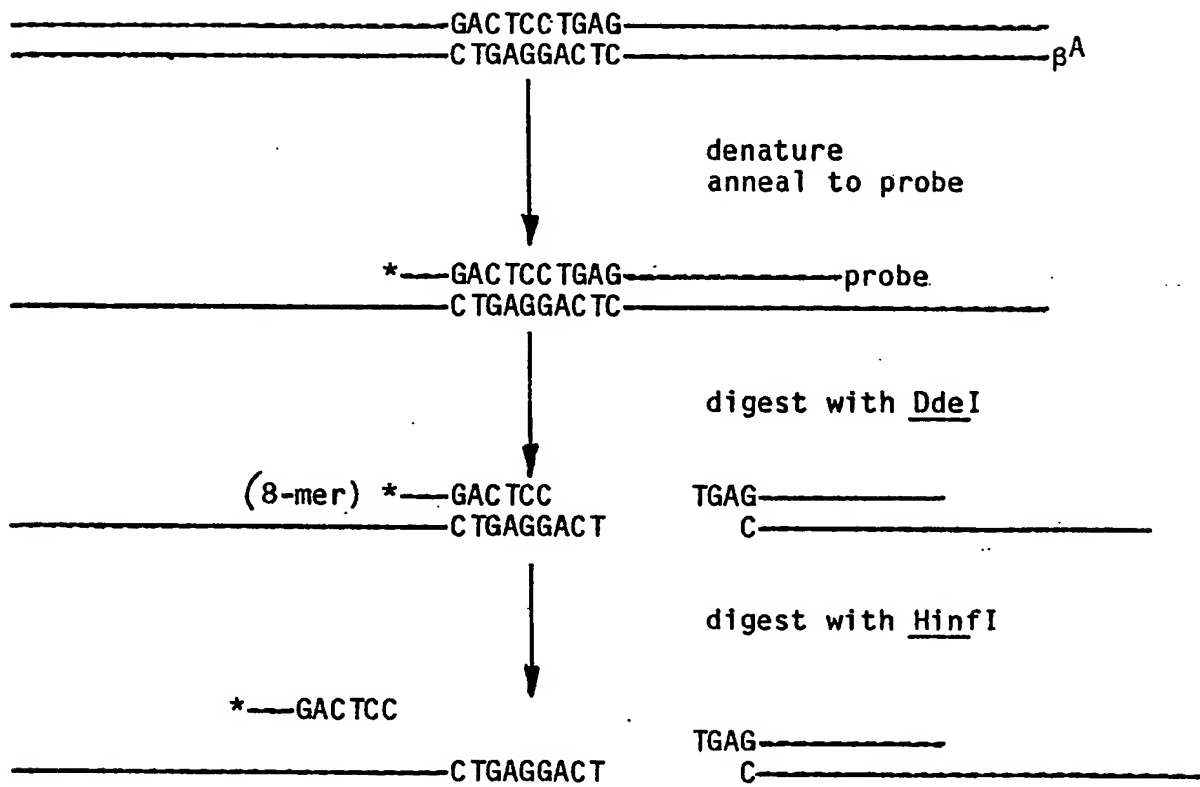 GACTCCTGAG
CTGAGGACTC βA
denature
anneal to probe
* GACTCCTGAG probe
CTGAGGACTC
digest with DdeI
(8-mer) * GACTCC TGAG
CTGAGGACT C
digest with HinfI
* GACTCC
TGAG
CTGAGGACT C